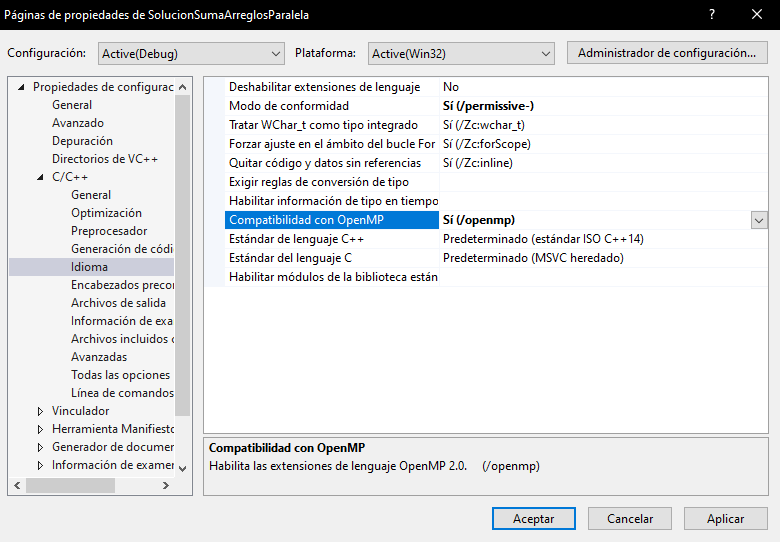 Páginas de propiedades de SolucionSumaArreglosParalela
Configuración: Active(Debug) Plataforma: Active(Win32) Administrador de configuración...
Propiedades de configurac
General
Avanzado
Depuración
Directorios de VC++
C/C++
General
Optimización
Preprocesador
Generación de códi
Idioma
Encabezados precor
Archivos de salida
Información de exa
Archivos incluidos c
Avanzadas
Todas las opciones
Línea de comandos
Vinculador
Herramienta Manifiesto
Generador de documer
Información de examer
Deshabilitar extensiones de lenguaje No
Modo de conformidad Sí (/permissive-)
Tratar WChar_t como tipo integrado Sí (/Zc:wchar_t)
Forzar ajuste en el ámbito del bucle For Sí (/Zc:forScope)
Quitar código y datos sin referencias Sí (/Zc:inline)
Exigir reglas de conversión de tipo
Habilitar información de tipo en tiempo
Compatibilidad con OpenMP Sí (/openmp)
Estándar de lenguaje C++ Predeterminado (estándar ISO C++14)
Estándar del lenguaje C Predeterminado (MSVC heredado)
Habilitar módulos de la biblioteca están
Compatibilidad con OpenMP
Habilita las extensiones de lenguaje OpenMP 2.0. (/openmp)
Aceptar Cancelar Aplicar